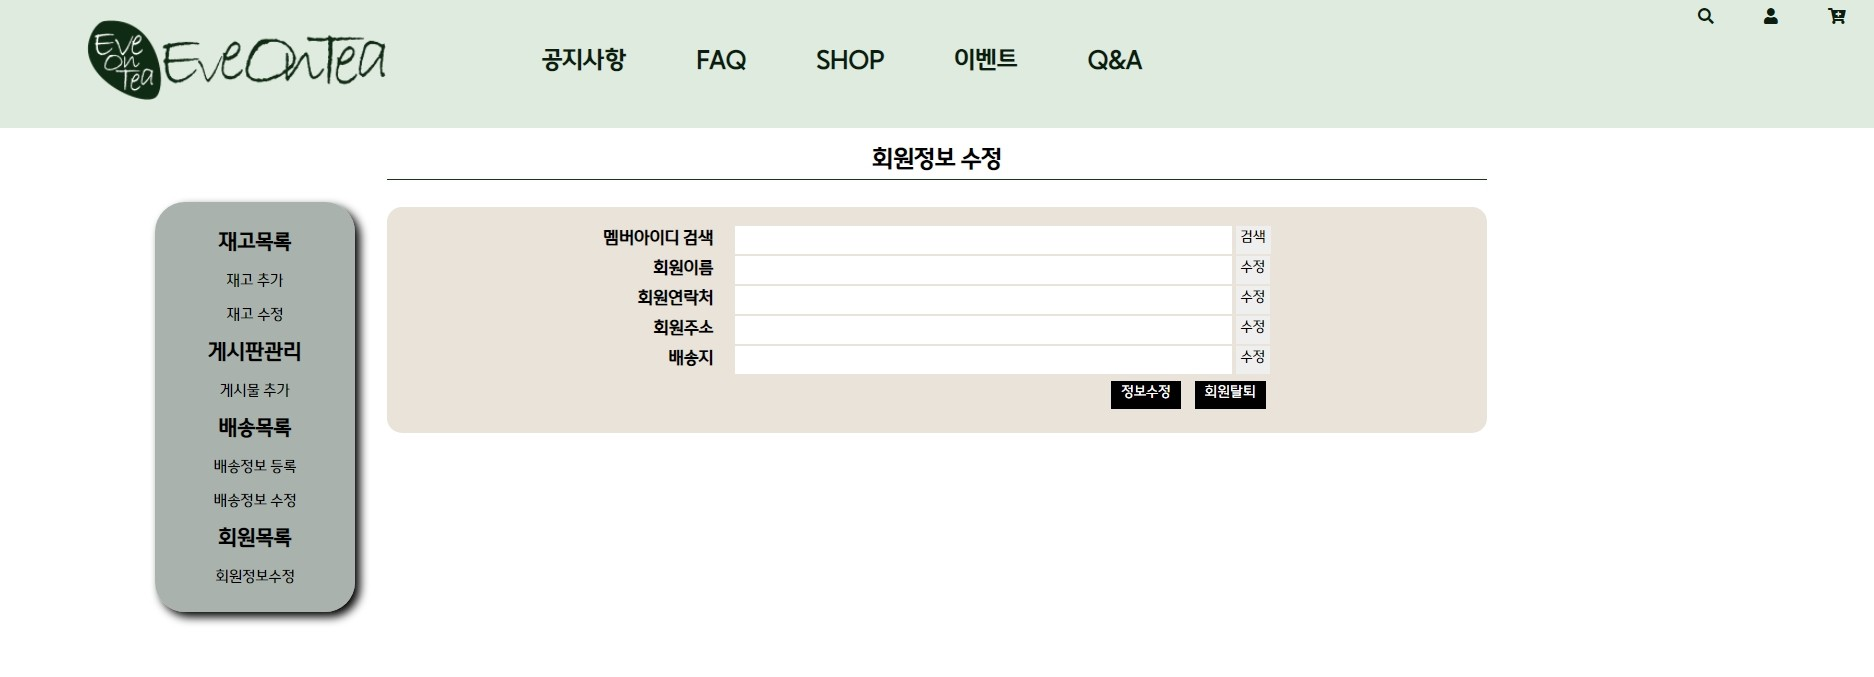 Eve
On
Tea
EveOnTea
공지사항 FAQ SHOP 이벤트 Q&A
회원정보 수정
재고목록
재고 추가
재고 수정
게시판관리
게시물 추가
배송목록
배송정보 등록
배송정보 수정
회원목록
회원정보수정
멤버아이디 검색 검색
회원이름 수정
회원연락처 수정
회원주소 수정
배송지 수정
정보수정 회원탈퇴